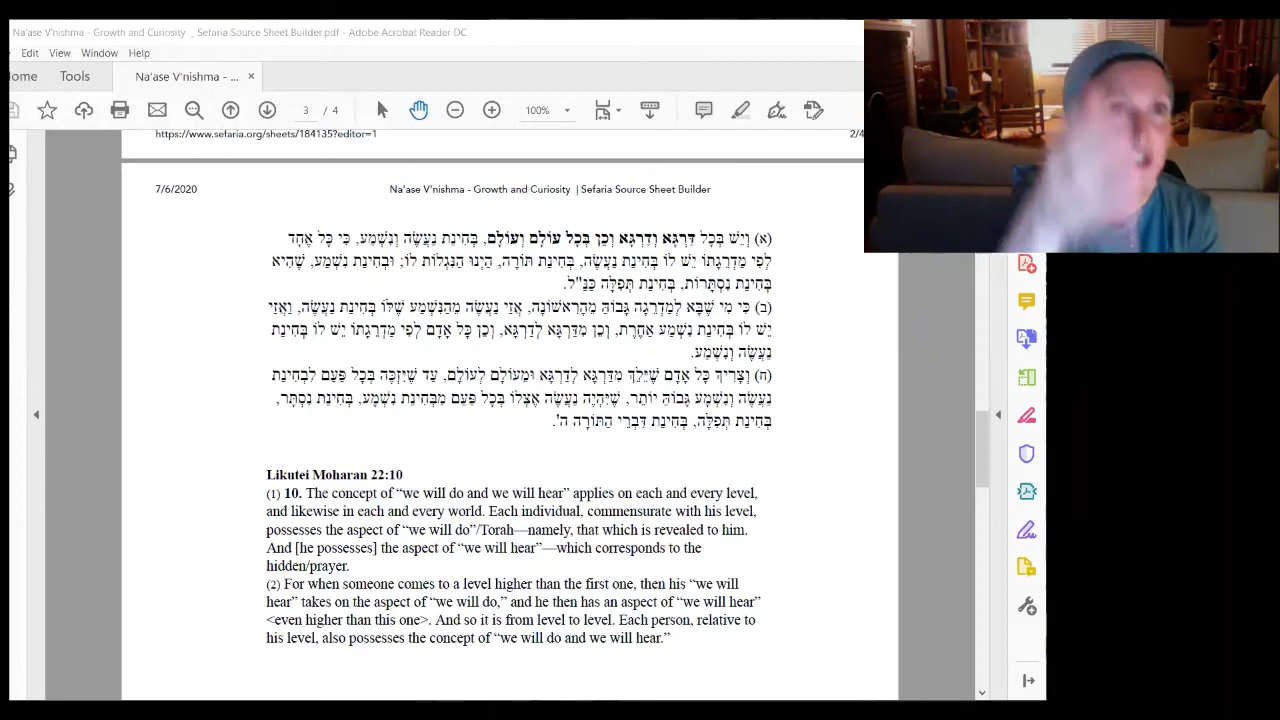 Na'ase V'nishma - Growth and Curiosity _ Sefaria Source Sheet Builder.pdf - Adobe Acrobat Reader DC
Edit View Window Help
ome Tools Na'ase V'nishma - ... ×
3 / 4 100%
https://www.sefaria.org/sheets/184135?editor=1 2/4
7/6/2020 Na'ase V'nishma - Growth and Curiosity | Sefaria Source Sheet Builder
(א) וְיֵשׁ בְּכָל דַּרְגָּא וְדַרְגָּא וְכֵן בְּכָל עוֹלָם וְעוֹלָם, בְּחִינַת נַעֲשֶׂה וְנִשְׁמַע, כִּי כָּל אֶחָד
לְפִי מַדְרֵגָתוֹ יֵשׁ לוֹ בְּחִינַת נַעֲשֶׂה, בְּחִינַת תּוֹרָה, הַיְנוּ הַנִּגְלוֹת לוֹ; וּבְחִינַת נִשְׁמַע, שֶׁהִיא
בְּחִינַת נִסְתָּרוֹת, בְּחִינַת תְּפִלָּה כַּנַּ"ל.
(ב) כִּי מִי שֶׁבָּא לְמַדְרֵגָה גָּבוֹהַּ מֵהָרִאשׁוֹנָה, אֲזַי נַעֲשֶׂה מֵהַנִּשְׁמַע שֶׁלּוֹ בְּחִינַת נַעֲשֶׂה, וַאֲזַי
יֵשׁ לוֹ בְּחִינַת נִשְׁמַע אַחֶרֶת, וְכֵן מִדַּרְגָּא לְדַרְגָּא, וְכֵן כָּל אָדָם לְפִי מַדְרֵגָתוֹ יֵשׁ לוֹ בְּחִינַת
נַעֲשֶׂה וְנִשְׁמַע.
(ח) וְצָרִיךְ כָּל אָדָם שֶׁיֵּלֵךְ מִדַּרְגָּא לְדַרְגָּא וּמֵעוֹלָם לְעוֹלָם, עַד שֶׁיִּזְכֶּה בְּכָל פַּעַם לִבְחִינַת
נַעֲשֶׂה וְנִשְׁמָע גָּבוֹהַּ יוֹתֵר, שֶׁיִּהְיֶה נַעֲשֶׂה אֶצְלוֹ בְּכָל פַּעַם מִבְּחִינַת נִשְׁמָע, בְּחִינַת נִסְתָּר,
בְּחִינַת תְּפִלָּה, בְּחִינַת דִּבְרֵי הַתּוֹרָה ה'.
Likutei Moharan 22:10
(1) 10. The concept of “we will do and we will hear” applies on each and every level,
and likewise in each and every world. Each individual, commensurate with his level,
possesses the aspect of “we will do”/Torah—namely, that which is revealed to him.
And [he possesses] the aspect of “we will hear”—which corresponds to the
hidden/prayer.
(2) For when someone comes to a level higher than the first one, then his “we will
hear” takes on the aspect of “we will do,” and he then has an aspect of “we will hear”
<even higher than this one>. And so it is from level to level. Each person, relative to
his level, also possesses the concept of “we will do and we will hear.”